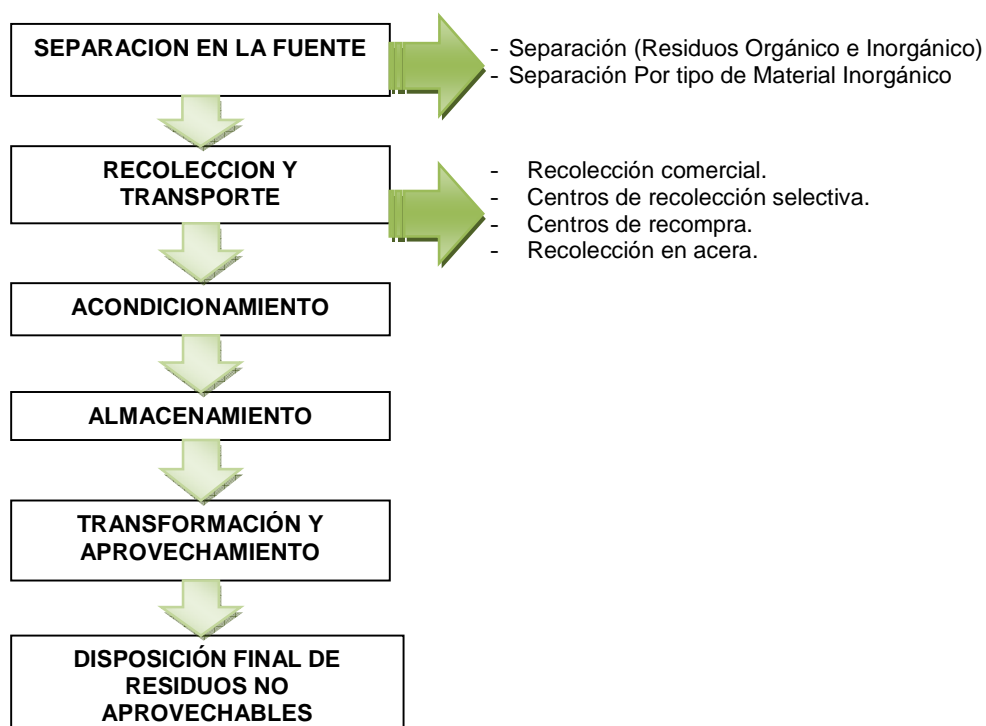 SEPARACION EN LA FUENTE
- Separación (Residuos Orgánico e Inorgánico)
- Separación Por tipo de Material Inorgánico
RECOLECCION Y
TRANSPORTE
- Recolección comercial.
- Centros de recolección selectiva.
- Centros de recompra.
- Recolección en acera.
ACONDICIONAMIENTO
ALMACENAMIENTO
TRANSFORMACIÓN Y
APROVECHAMIENTO
DISPOSICIÓN FINAL DE
RESIDUOS NO
APROVECHABLES